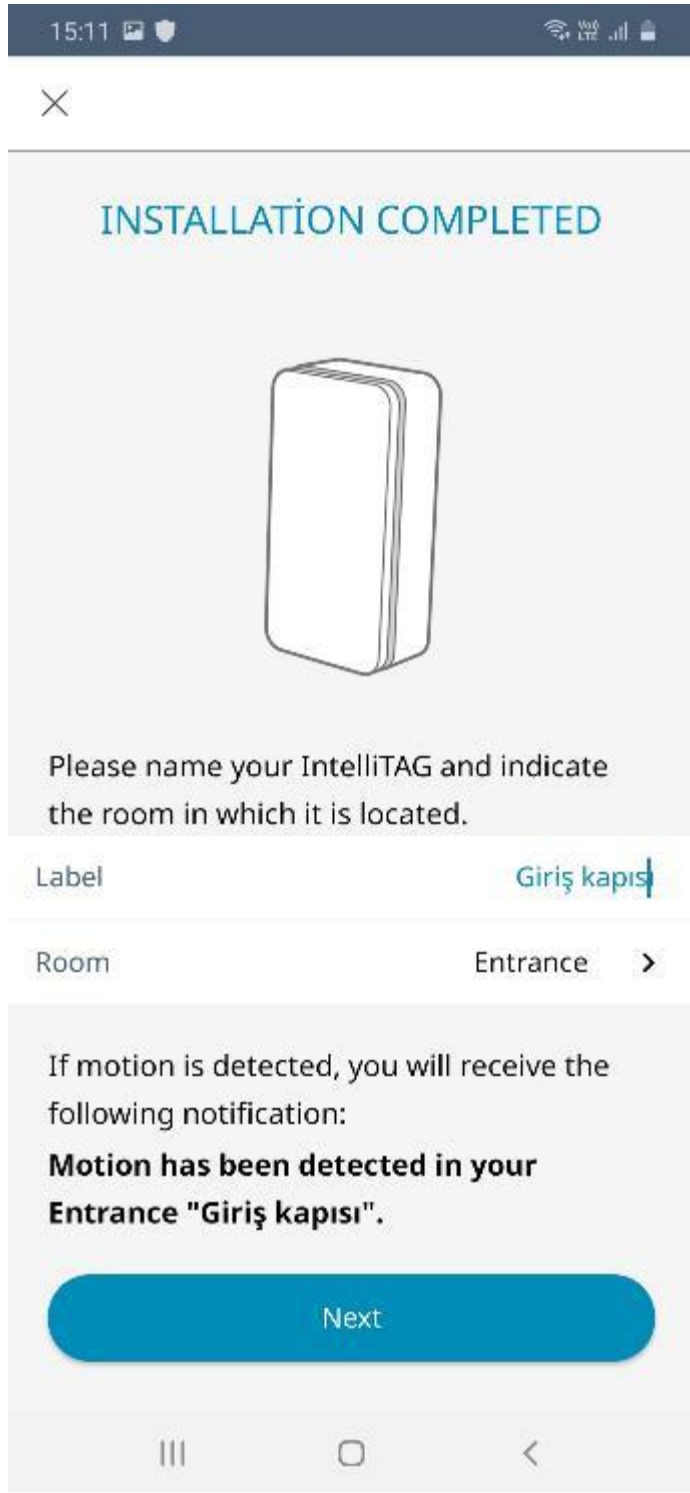 15:11
INSTALLATİON COMPLETED
Please name your IntelliTAG and indicate
the room in which it is located.
Label Giriş kapısı
Room Entrance
If motion is detected, you will receive the
following notification:
Motion has been detected in your
Entrance "Giriş kapısı".
Next